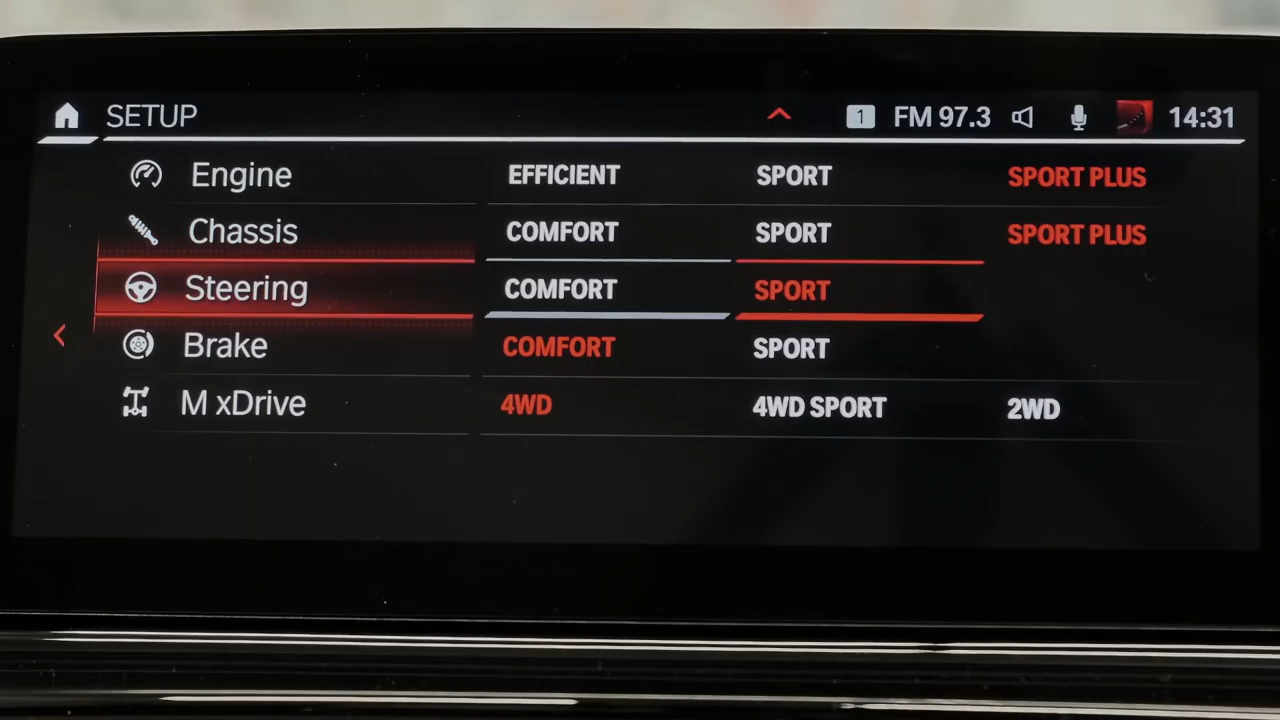 SETUP 1 FM 97.3 14:31
Engine EFFICIENT SPORT SPORT PLUS
Chassis COMFORT SPORT SPORT PLUS
Steering COMFORT SPORT
Brake COMFORT SPORT
M xDrive 4WD 4WD SPORT 2WD